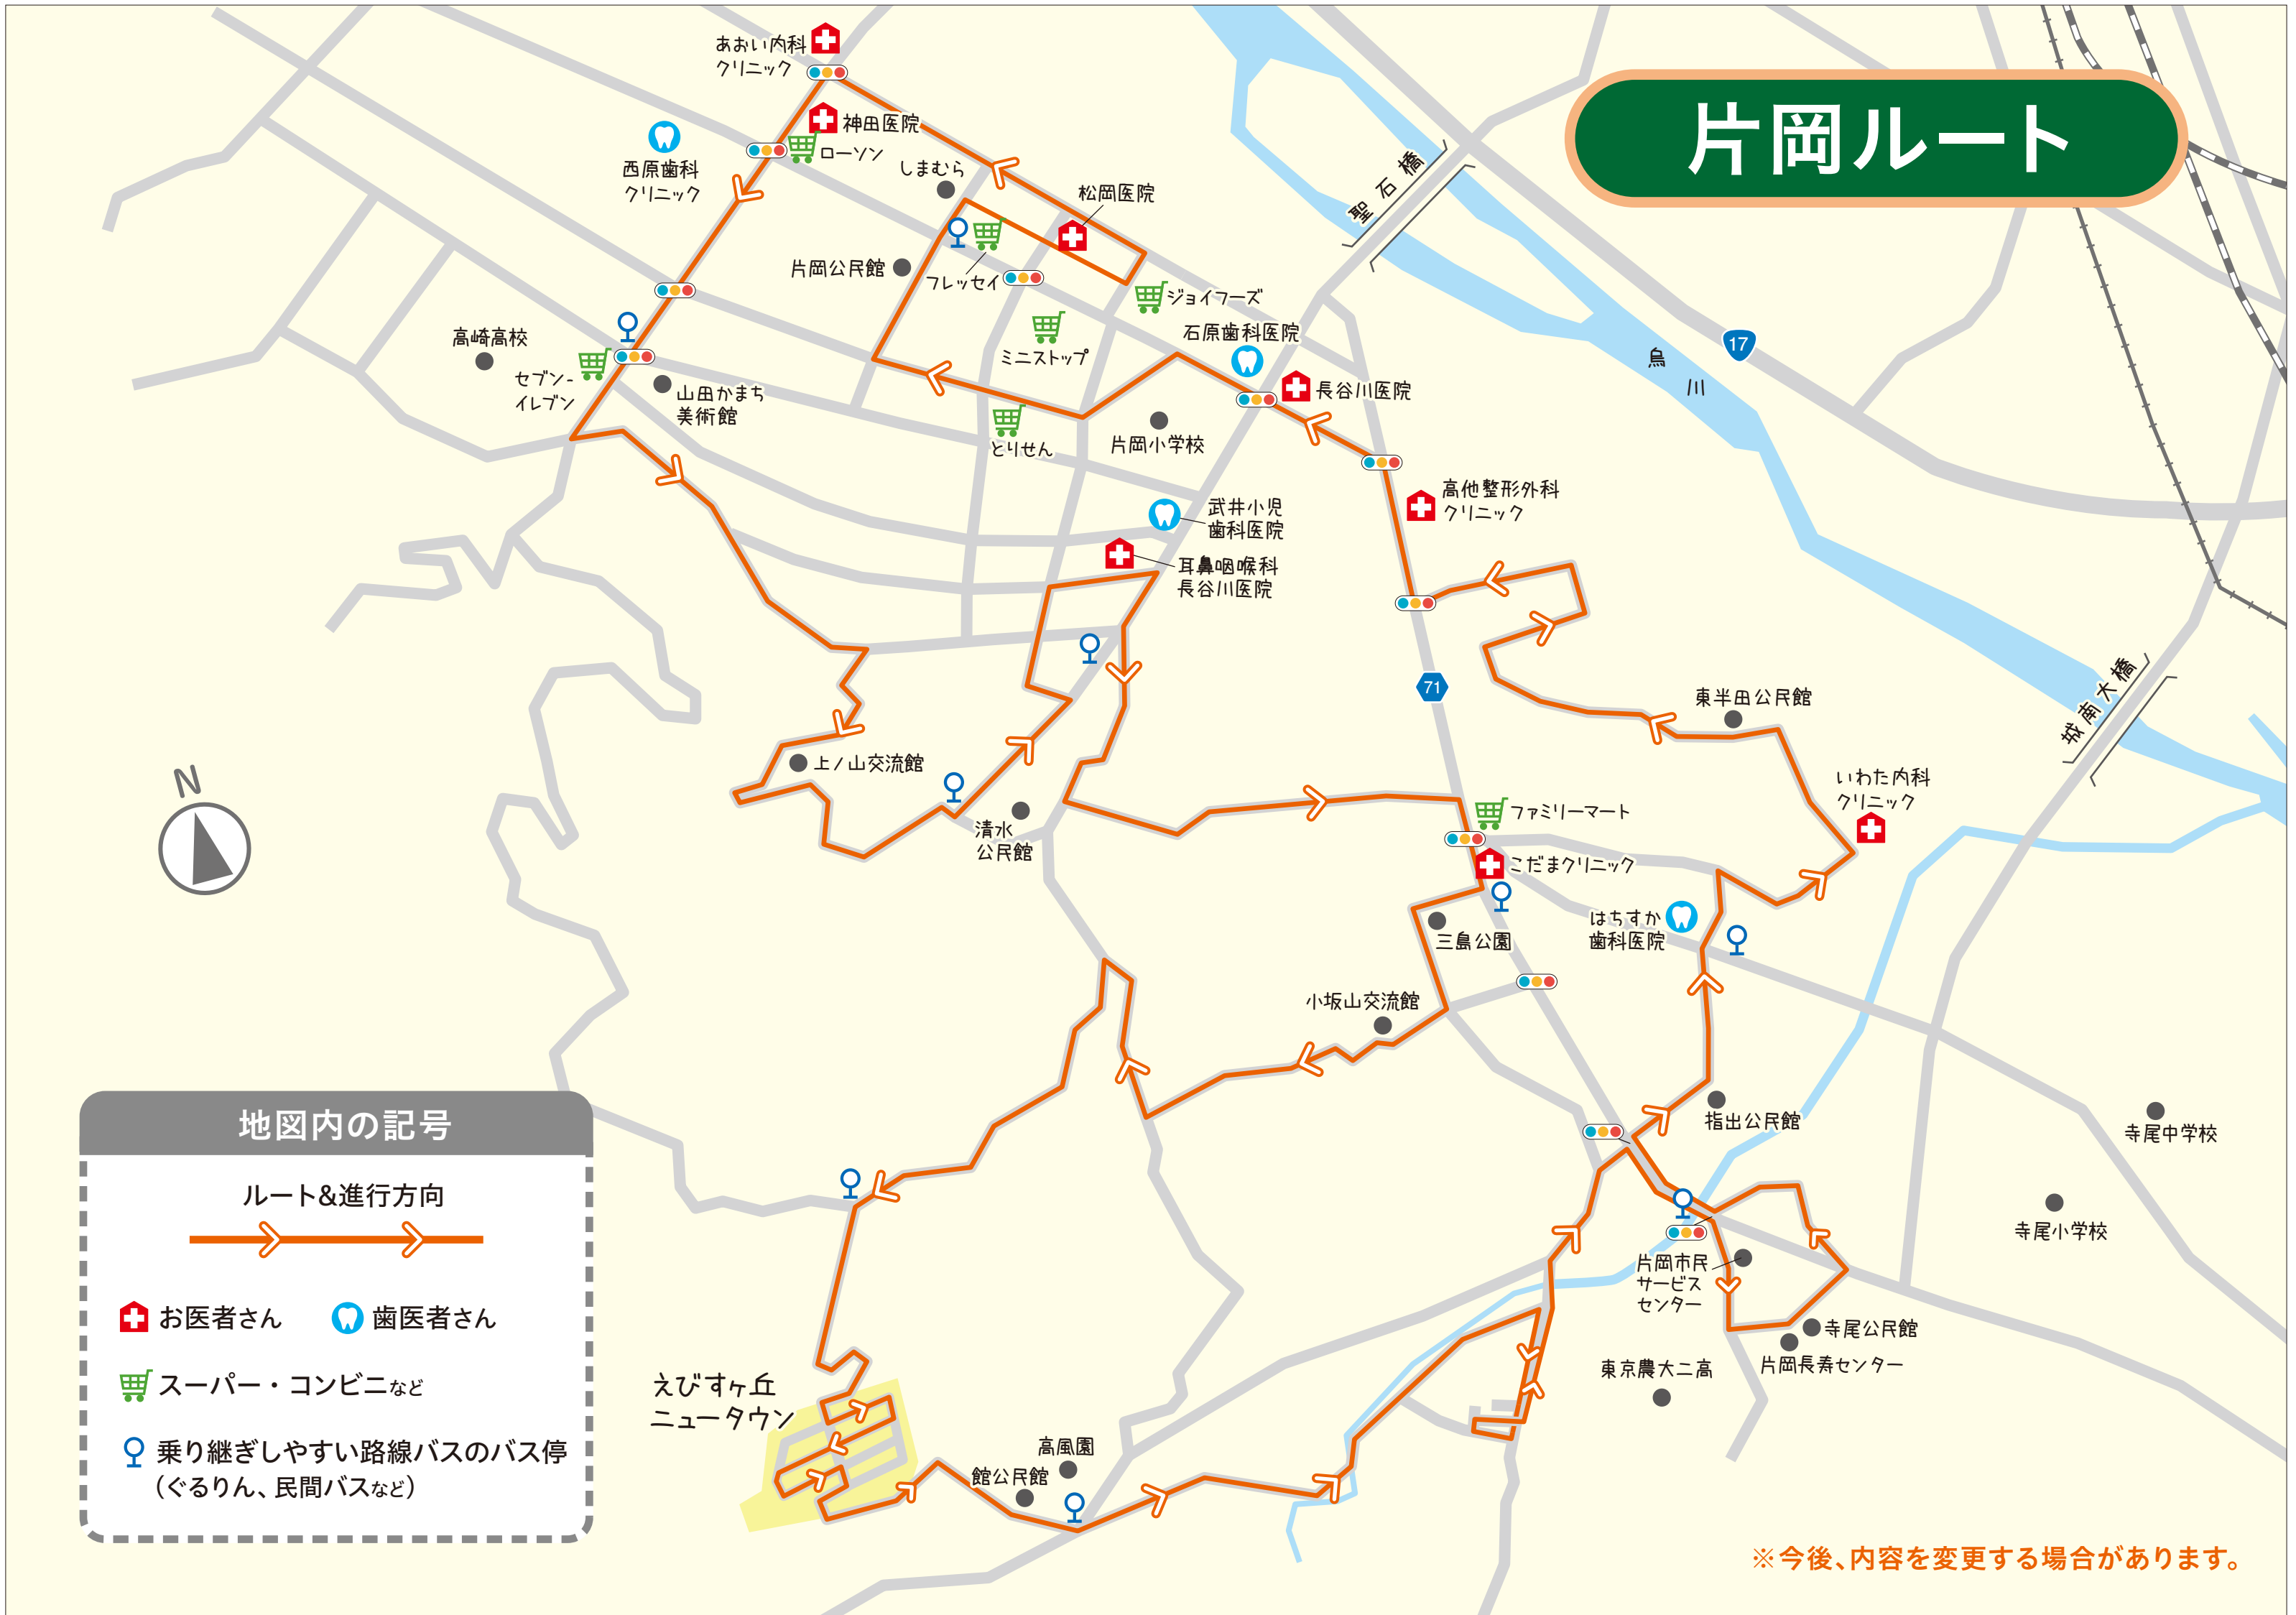 片岡ルート
あおい内科
クリニック
神田医院
ローソン
西原歯科
クリニック
しまむら
松岡医院
聖石橋
片岡公民館
フレッセイ
ジョイフーズ
石原歯科医院
17
烏
川
高崎高校
ミニストップ
セブン-
イレブン
山田かまち
美術館
長谷川医院
とりせん
片岡小学校
高他整形外科
クリニック
武井小児
歯科医院
耳鼻咽喉科
長谷川医院
71
東半田公民館
城南大橋
上ノ山交流館
いわた内科
クリニック
N
清水
公民館
ファミリーマート
こだまクリニック
はちすか
歯科医院
三島公園
小坂山交流館
指出公民館
寺尾中学校
寺尾小学校
片岡市民
サービス
センター
寺尾公民館
片岡長寿センター
東京農大二高
えびすヶ丘
ニュータウン
高風園
館公民館
地図内の記号
ルート&進行方向
お医者さん
歯医者さん
スーパー・コンビニなど
乗り継ぎしやすい路線バスのバス停
(ぐるりん、民間バスなど)
※今後、内容を変更する場合があります。